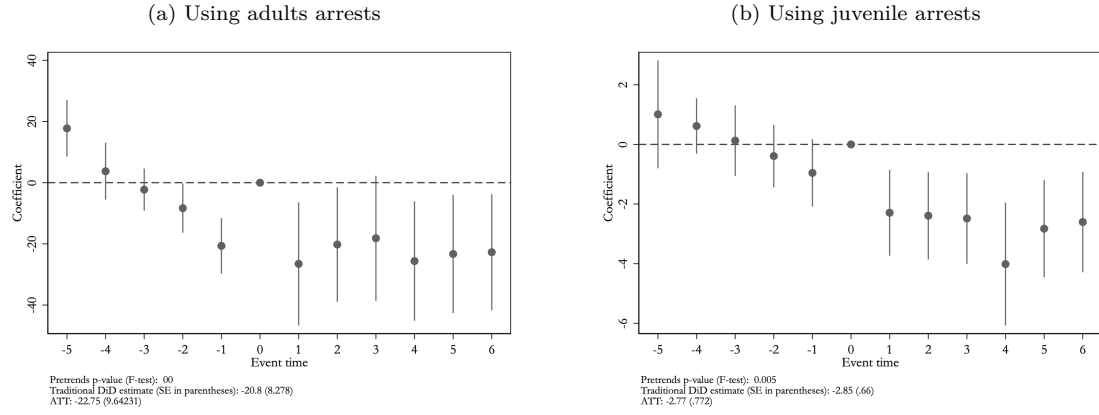 (a) Using adults arrests
40
20
0
-20
-40
Coefficient
-5 -4 -3 -2 -1 0 1 2 3 4 5 6
Event time
Pretrends p-value (F-test): 00
Traditional DiD estimate (SE in parentheses): -20.8 (8.278)
ATT: -22.75 (9.64231)
(b) Using juvenile arrests
2
0
-2
-4
-6
Coefficient
-5 -4 -3 -2 -1 0 1 2 3 4 5 6
Event time
Pretrends p-value (F-test): 0.005
Traditional DiD estimate (SE in parentheses): -2.85 (.66)
ATT: -2.77 (.772)